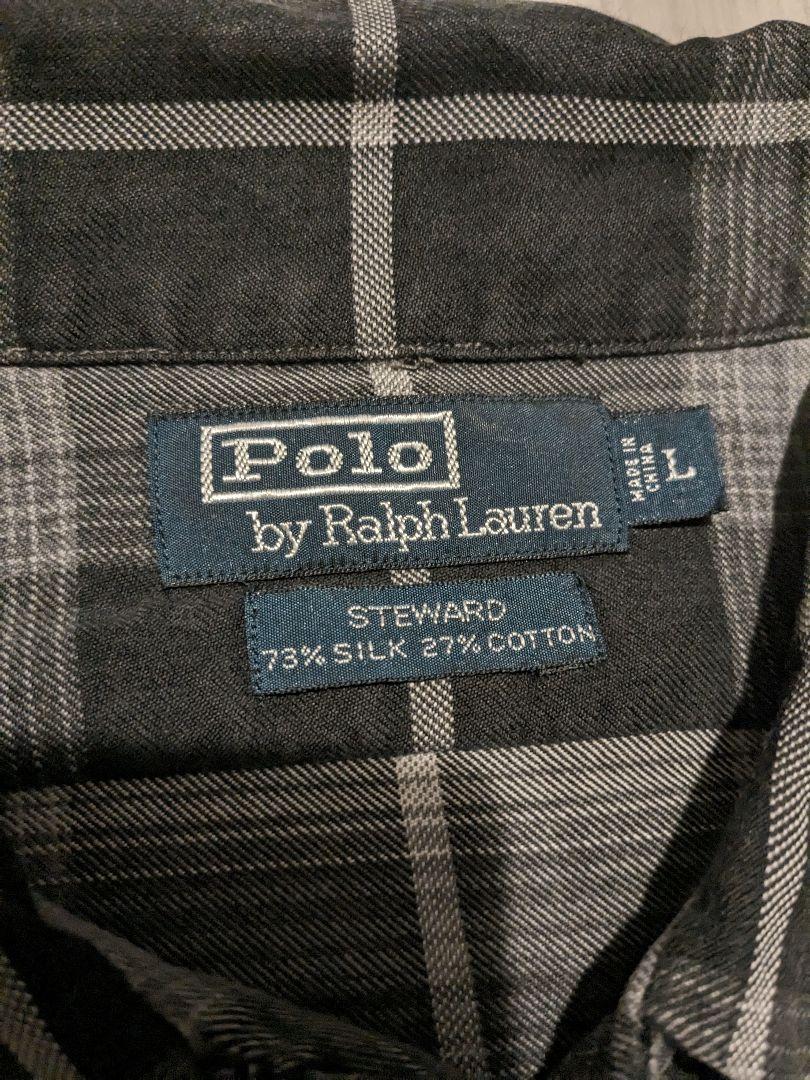 Polo
by Ralph Lauren
MADE IN
CHINA
L
STEWARD
73% SILK 27% COTTON